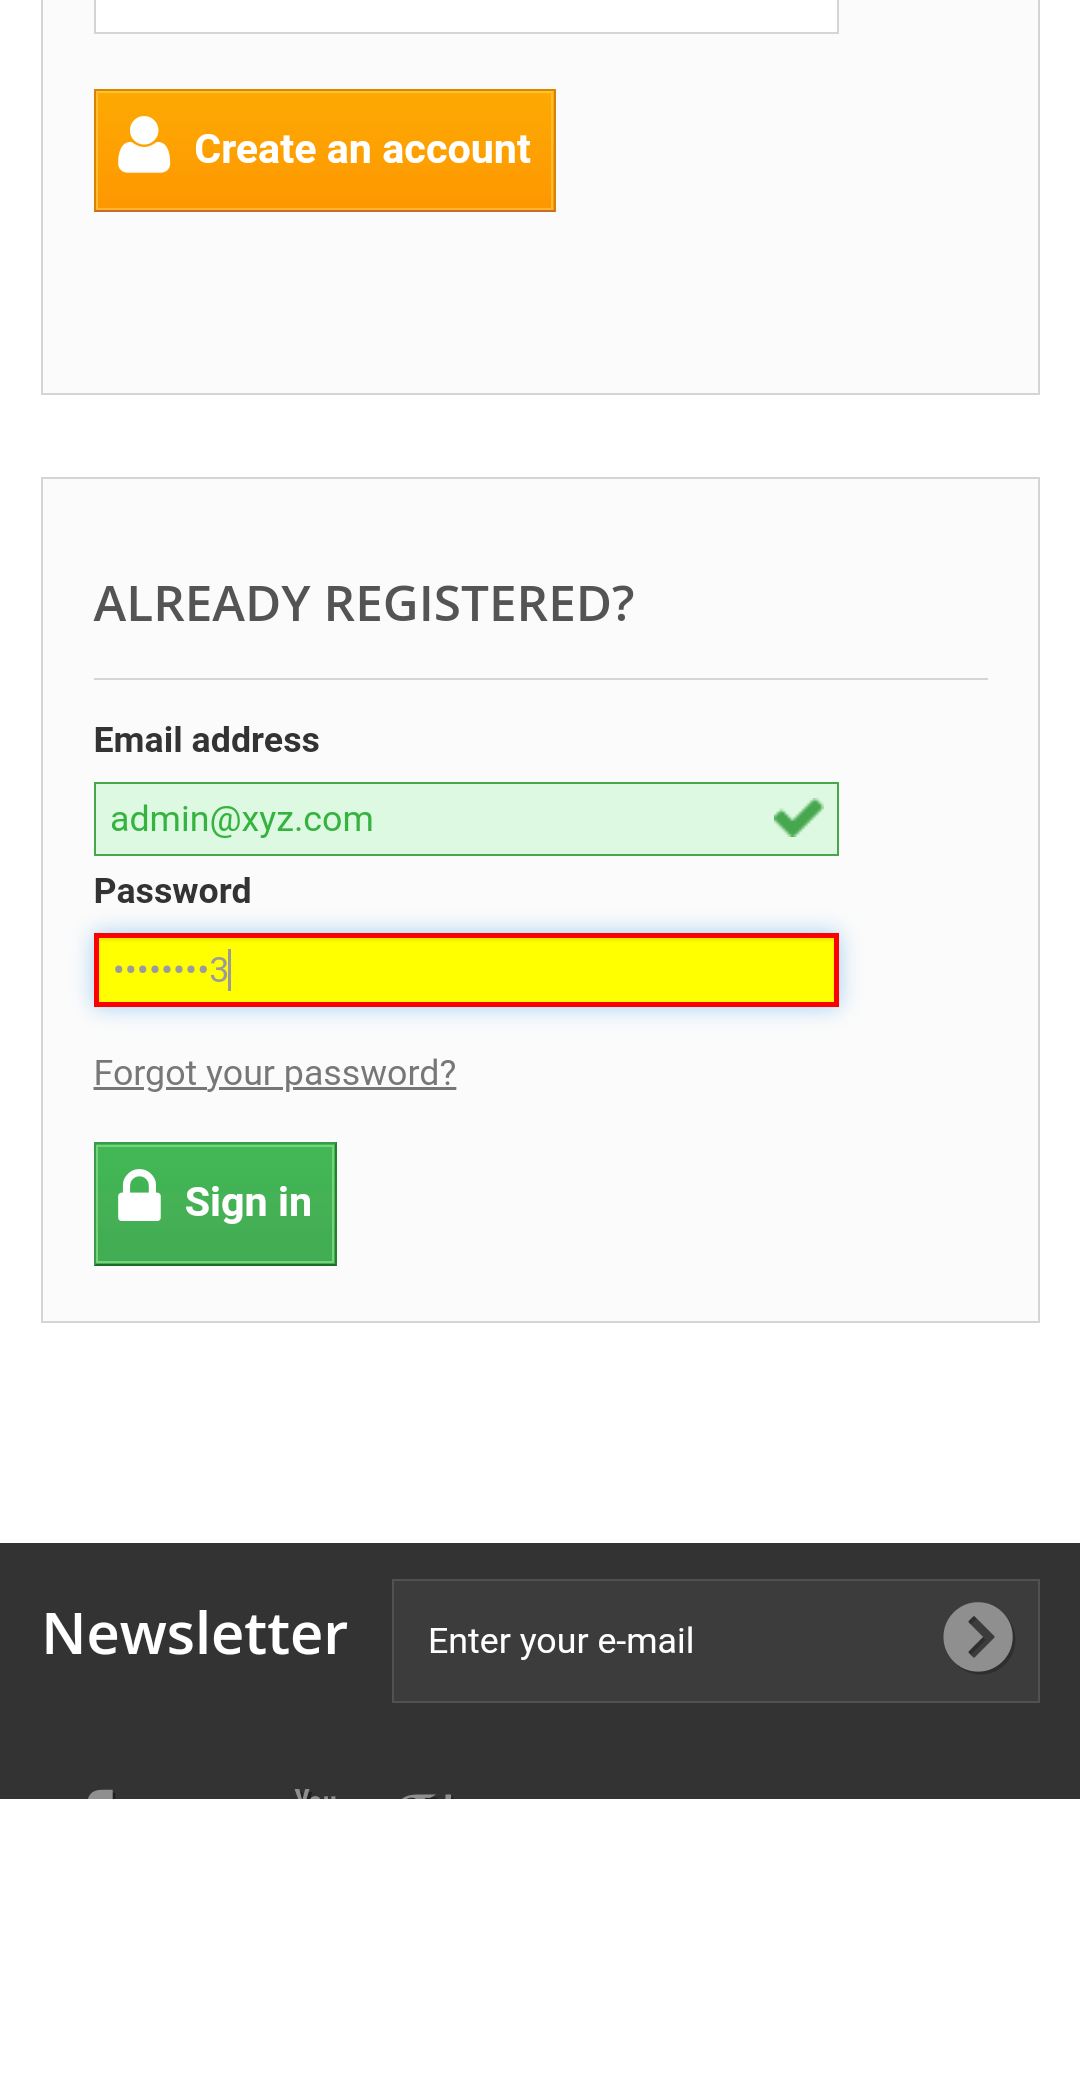 Create an account
ALREADY REGISTERED?
Email address
admin@xyz.com
Password
••••••••3
Forgot your password?
Sign in
Newsletter
Enter your e-mail